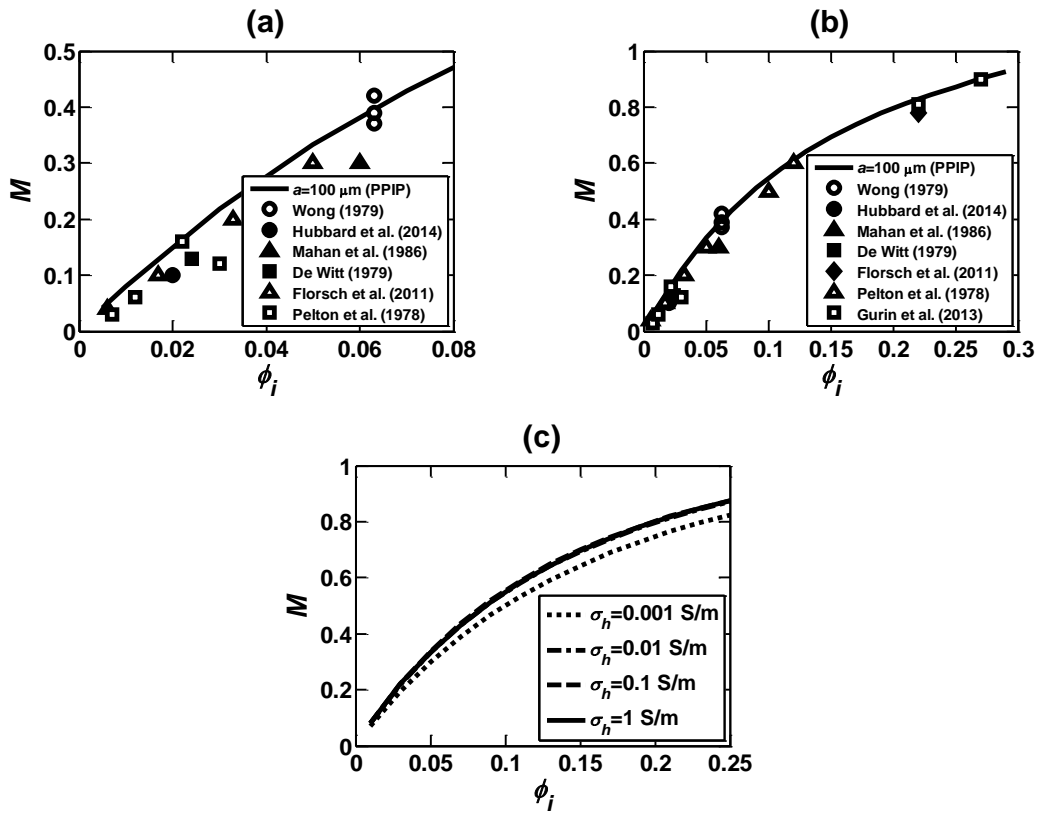 (a)
0.5
0.4
0.3
0.2
0.1
0
M
a=100 μm (PPIP)
Wong (1979)
Hubbard et al. (2014)
Mahan et al. (1986)
De Witt (1979)
Florsch et al. (2011)
Pelton et al. (1978)
0.02 0.04 0.06 0.08
ϕi
(b)
1
0.8
0.6
0.4
0.2
0
M
a=100 μm (PPIP)
Wong (1979)
Hubbard et al. (2014)
Mahan et al. (1986)
De Witt (1979)
Florsch et al. (2011)
Pelton et al. (1978)
Gurin et al. (2013)
0 0.05 0.1 0.15 0.2 0.25 0.3
ϕi
(c)
1
0.8
0.6
0.4
0.2
0
M
σh=0.001 S/m
σh=0.01 S/m
σh=0.1 S/m
σh=1 S/m
0 0.05 0.1 0.15 0.2 0.25
ϕi